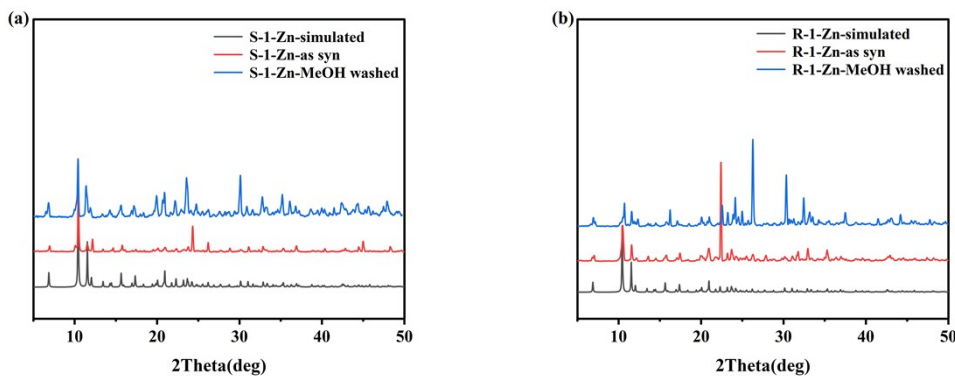 (a)
S-1-Zn-simulated
S-1-Zn-as syn
S-1-Zn-MeOH washed
10 20 30 40 50
2Theta(deg)
(b)
R-1-Zn-simulated
R-1-Zn-as syn
R-1-Zn-MeOH washed
10 20 30 40 50
2Theta(deg)